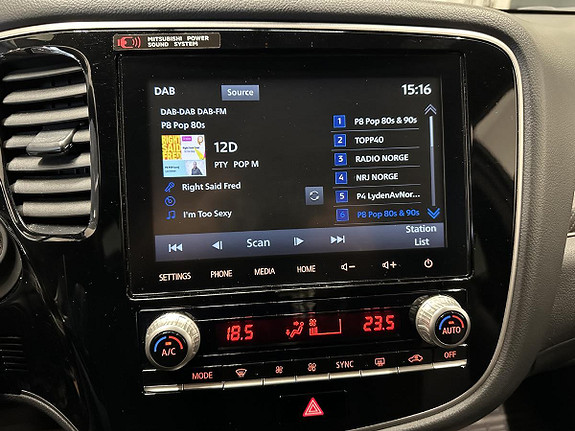 MITSUBISHI POWER
SOUND SYSTEM
DAB
Source
15:16
DAB-DAB DAB-FM
P8 Pop 80s
12D
PTY POP M
Right Said Fred
I'm Too Sexy
1 P8 Pop 80s & 90s
2 TOPP40
3 RADIO NORGE
4 NRJ NORGE
5 P4 LydenAvNor...
6 P8 Pop 80s & 90s
Scan
Station
List
SETTINGS PHONE MEDIA HOME
18.5
23.5
A/C
AUTO
MODE
SYNC
OFF